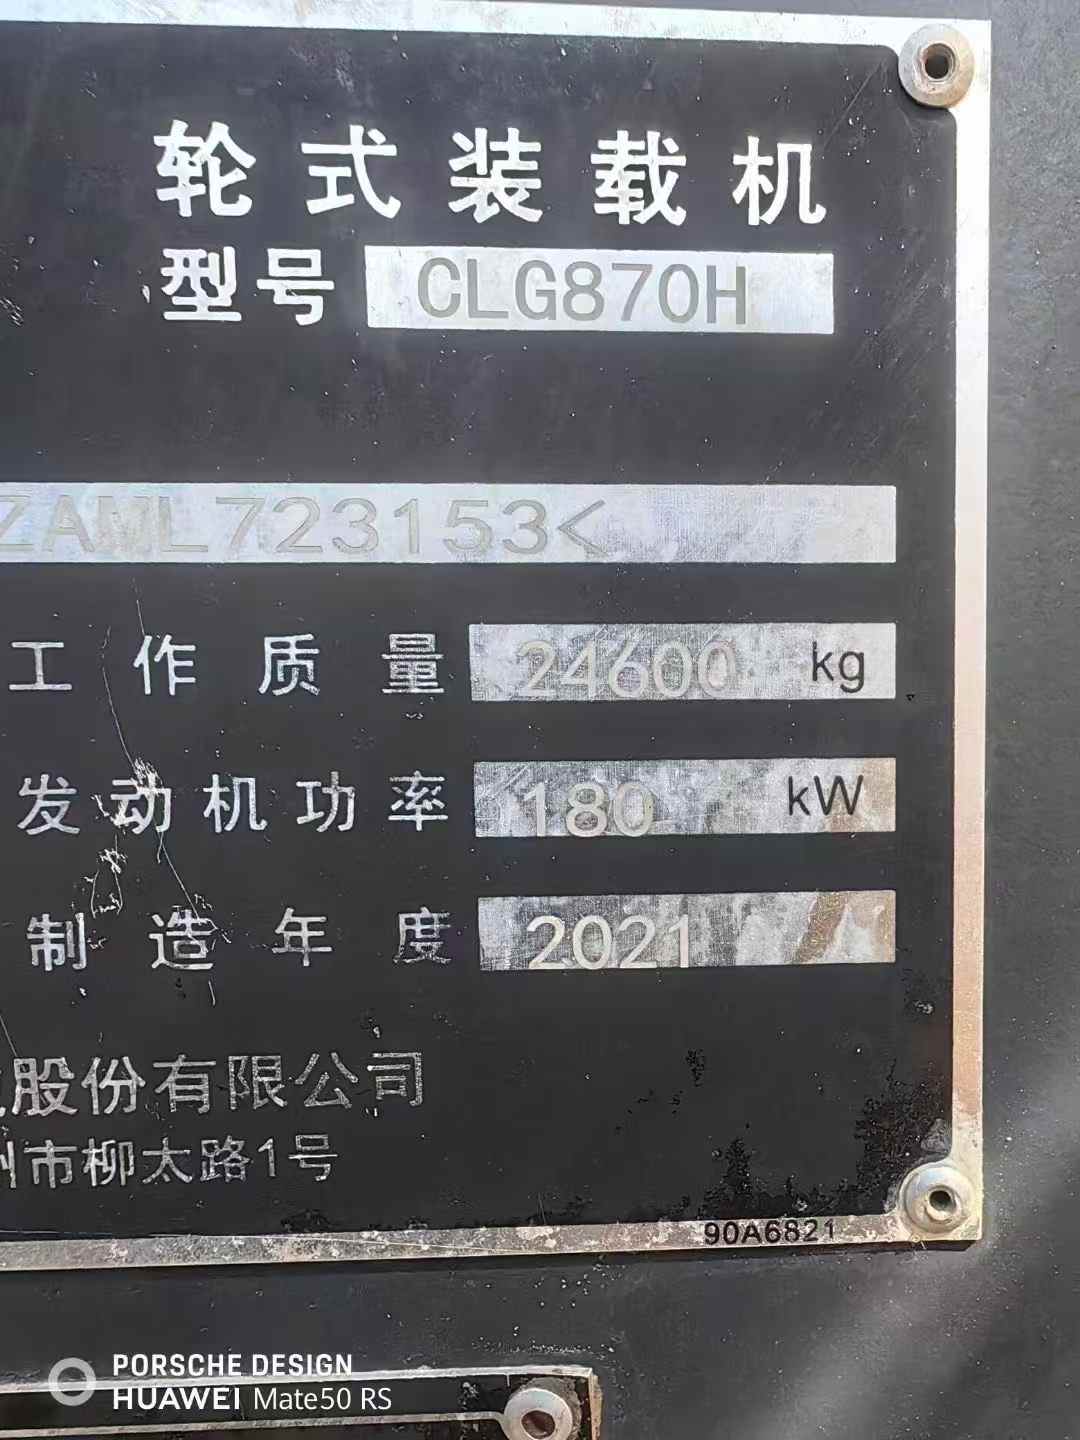 轮式装载机
型号 CLG870H
ZAML723153<
工作质量 24600 kg
发动机功率 180 kW
制造年度 2021
股份有限公司
州市柳太路1号
90A6821
PORSCHE DESIGN
HUAWEI Mate50 RS